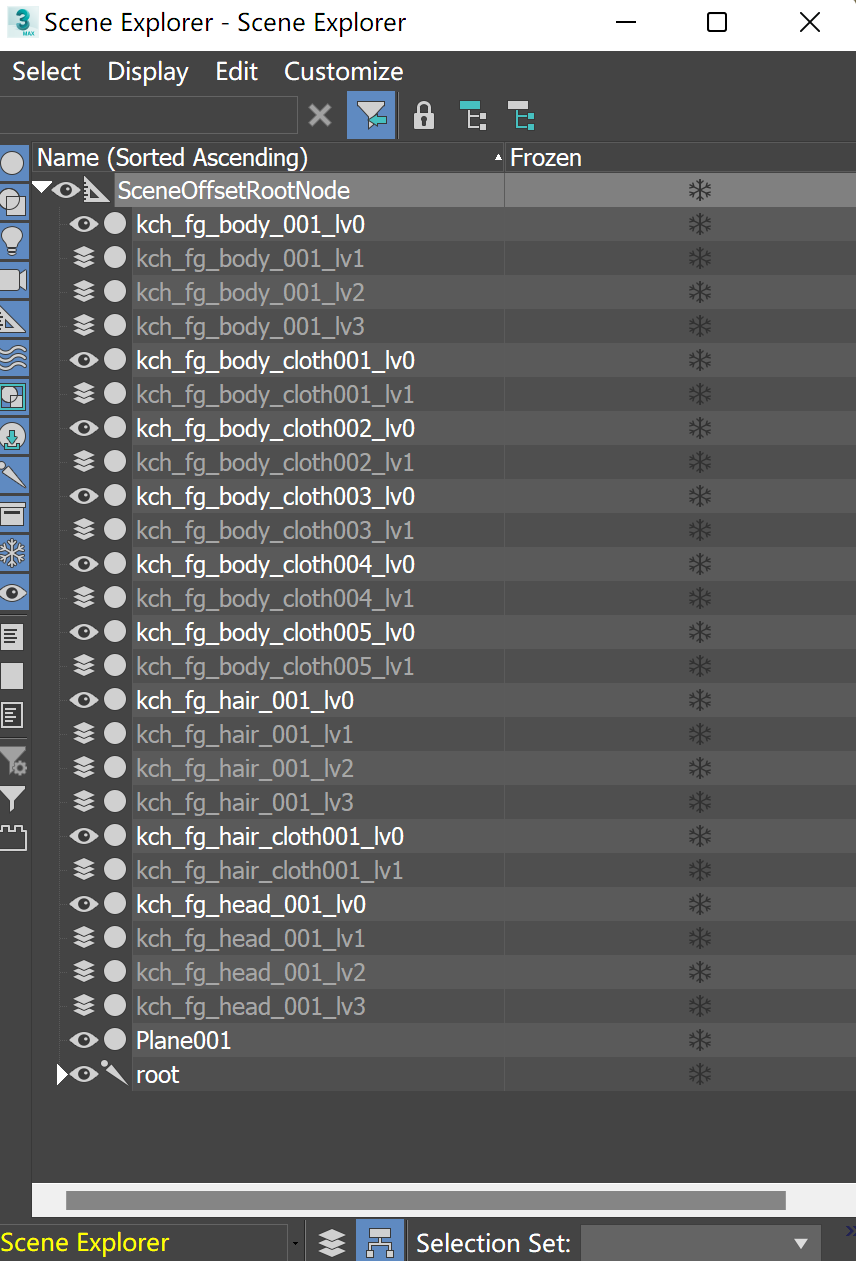 3
MAX
Scene Explorer - Scene Explorer
Select Display Edit Customize
Name (Sorted Ascending) Frozen
SceneOffsetRootNode
kch_fg_body_001_lv0
kch_fg_body_001_lv1
kch_fg_body_001_lv2
kch_fg_body_001_lv3
kch_fg_body_cloth001_lv0
kch_fg_body_cloth001_lv1
kch_fg_body_cloth002_lv0
kch_fg_body_cloth002_lv1
kch_fg_body_cloth003_lv0
kch_fg_body_cloth003_lv1
kch_fg_body_cloth004_lv0
kch_fg_body_cloth004_lv1
kch_fg_body_cloth005_lv0
kch_fg_body_cloth005_lv1
kch_fg_hair_001_lv0
kch_fg_hair_001_lv1
kch_fg_hair_001_lv2
kch_fg_hair_001_lv3
kch_fg_hair_cloth001_lv0
kch_fg_hair_cloth001_lv1
kch_fg_head_001_lv0
kch_fg_head_001_lv1
kch_fg_head_001_lv2
kch_fg_head_001_lv3
Plane001
root
Scene Explorer Selection Set: